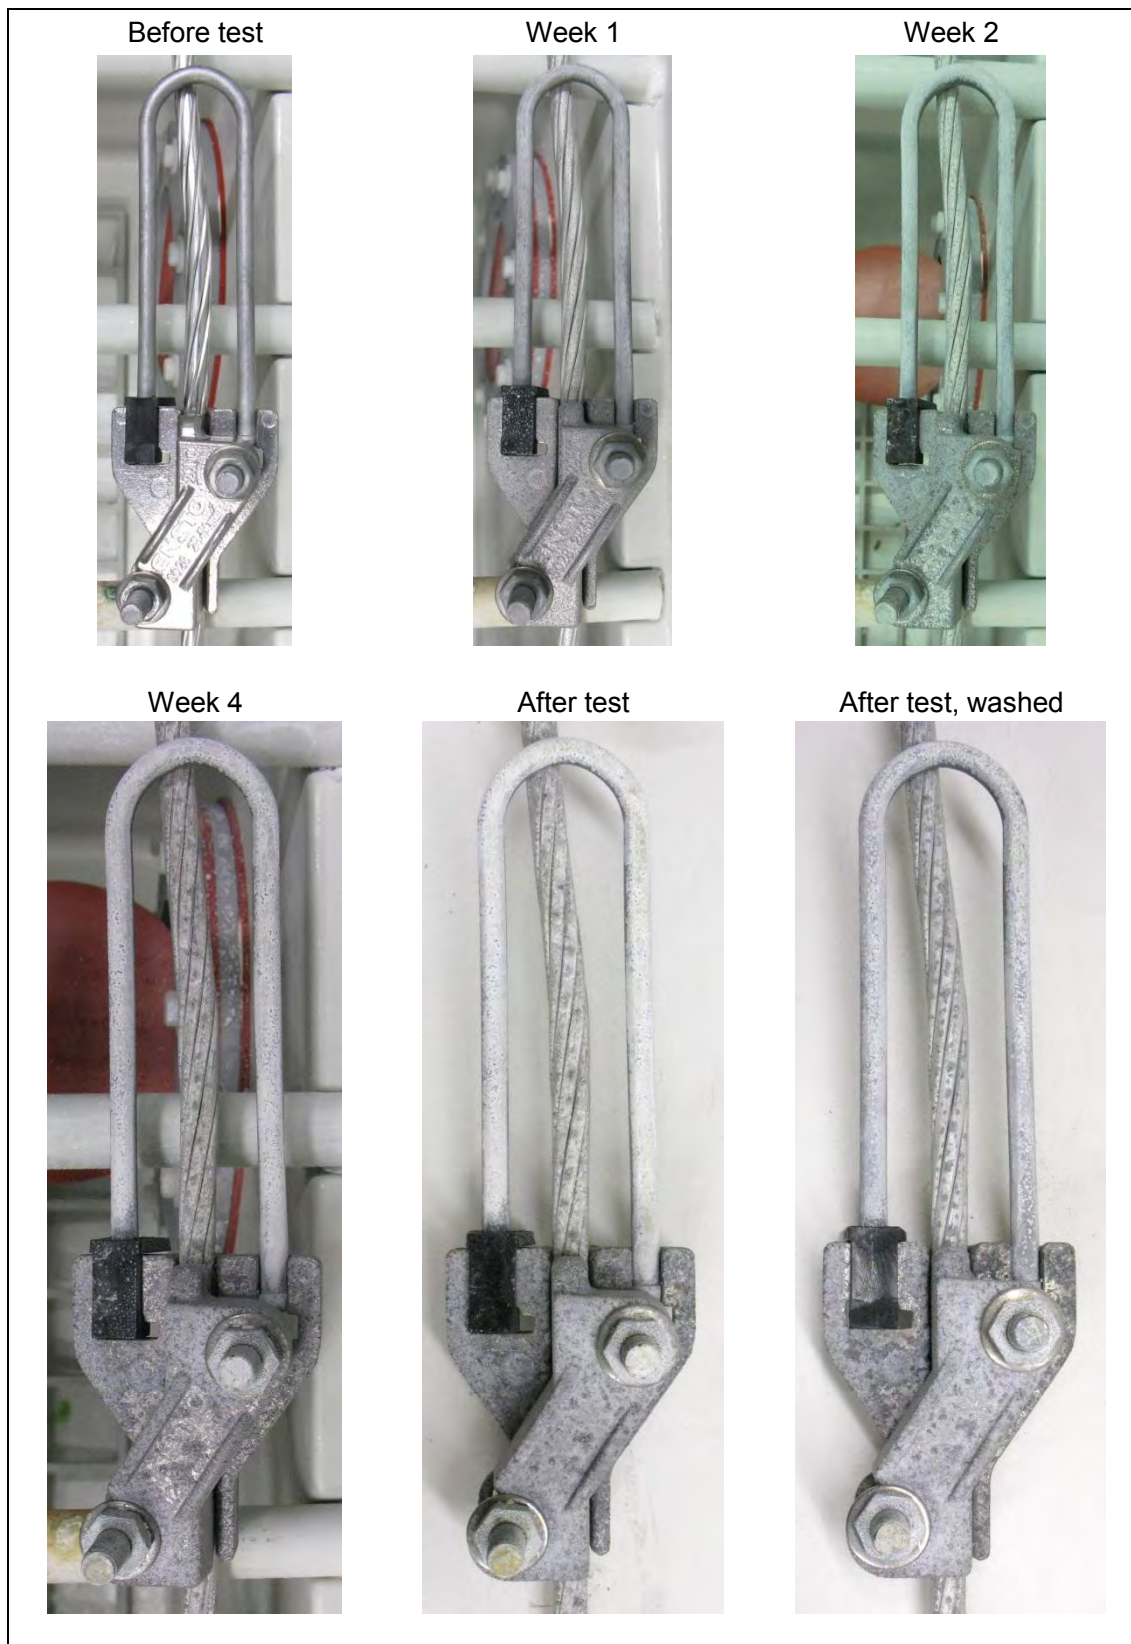 Before test
Week 1
Week 2
Week 4
After test
After test, washed